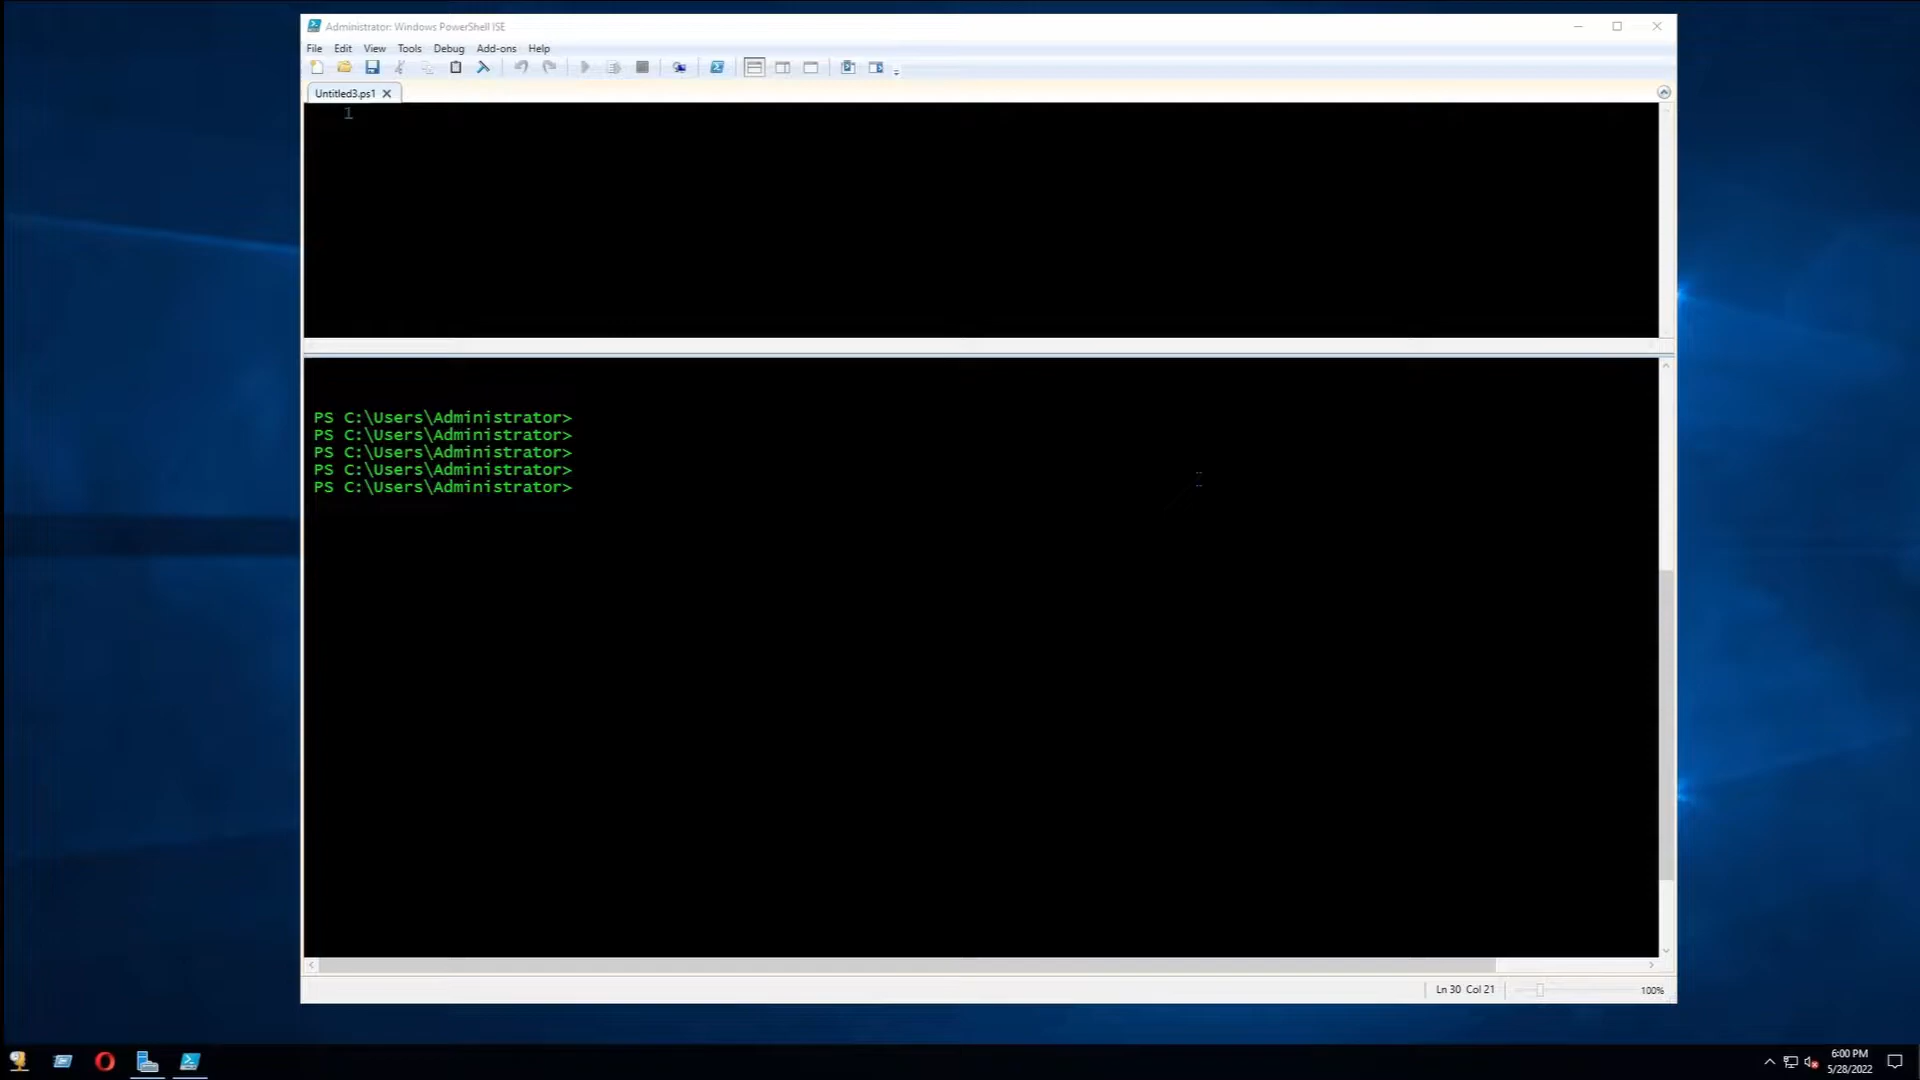 Administrator: Windows PowerShell ISE
File Edit View Tools Debug Add-ons Help
Untitled3.ps1
1
PS C:\Users\Administrator>
PS C:\Users\Administrator>
PS C:\Users\Administrator>
PS C:\Users\Administrator>
PS C:\Users\Administrator>
Ln 30 Col 21
100%
6:00 PM
5/28/2022